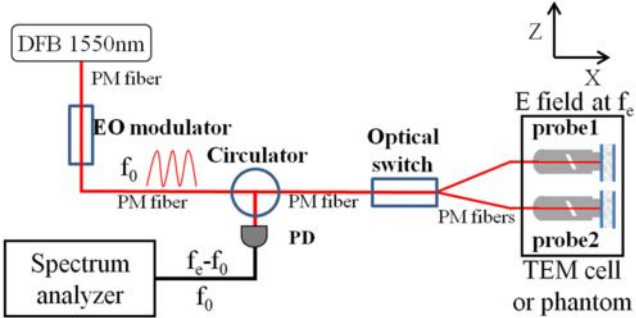 DFB 1550nm
PM fiber
EO modulator
f0
PM fiber
Circulator
PM fiber
PD
Optical
switch
PM fibers
Z
X
E field at fe
probe1
probe2
TEM cell
or phantom
Spectrum
analyzer
fe-f0
f0